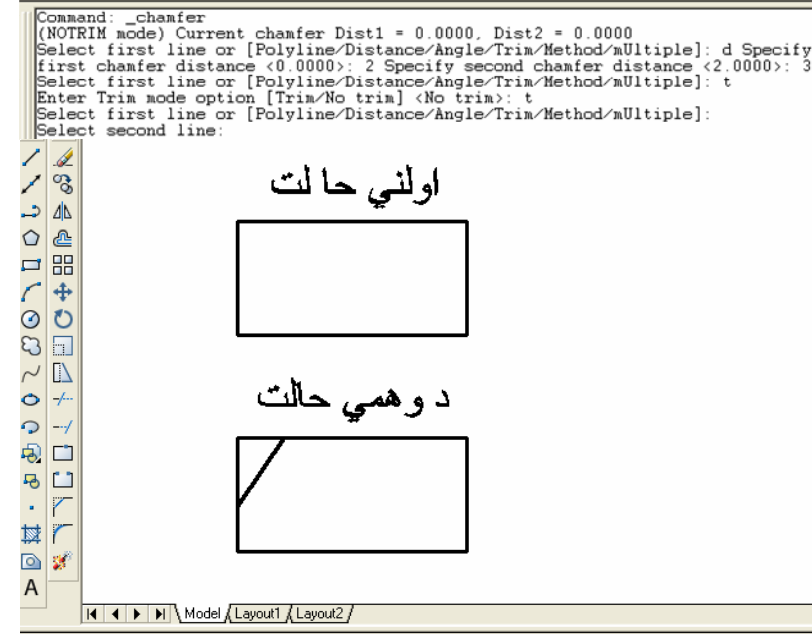 Command: _chamfer
(NOTRIM mode) Current chamfer Dist1 = 0.0000, Dist2 = 0.0000
Select first line or [Polyline/Distance/Angle/Trim/Method/mUltiple]: d Specify
first chamfer distance <0.0000>: 2 Specify second chamfer distance <2.0000>: 3
Select first line or [Polyline/Distance/Angle/Trim/Method/mUltiple]: t
Enter Trim mode option [Trim/No trim] <No trim>: t
Select first line or [Polyline/Distance/Angle/Trim/Method/mUltiple]:
Select second line:
اولني حا لت
د وهمي حالت
A
Model Layout1 Layout2